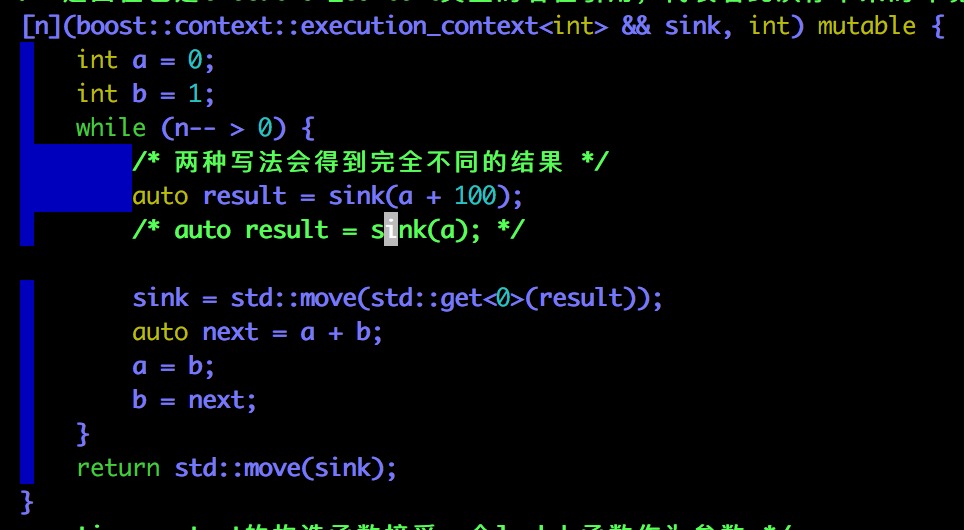 [n](boost::context::execution_context<int> && sink, int) mutable {
int a = 0;
int b = 1;
while (n-- > 0) {
/* 两种写法会得到完全不同的结果 */
auto result = sink(a + 100);
/* auto result = sink(a); */
sink = std::move(std::get<0>(result));
auto next = a + b;
a = b;
b = next;
}
return std::move(sink);
}